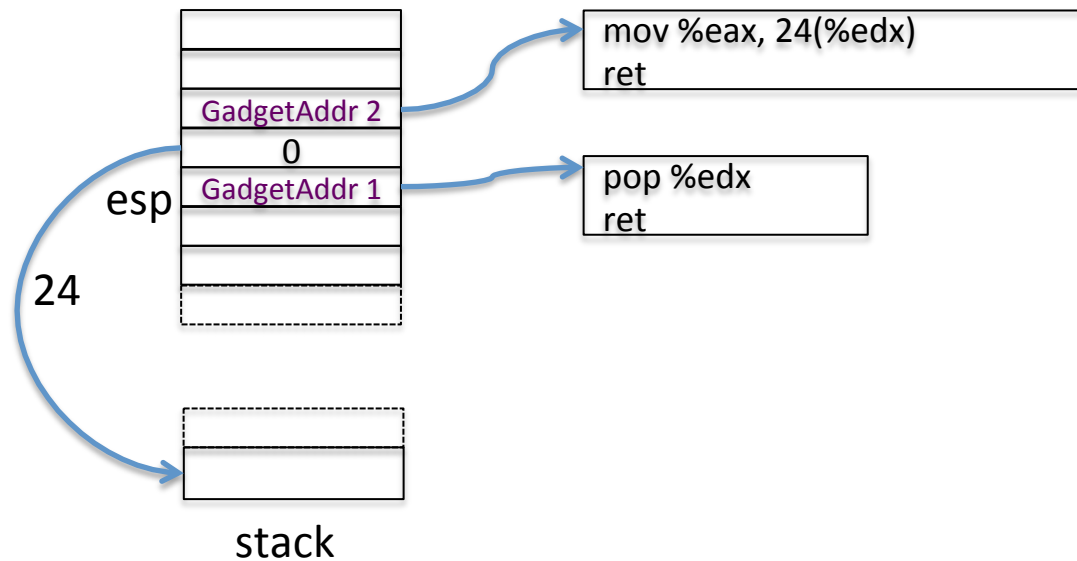 mov %eax, 24(%edx)
ret
GadgetAddr 2
0
GadgetAddr 1
pop %edx
ret
esp
24
stack